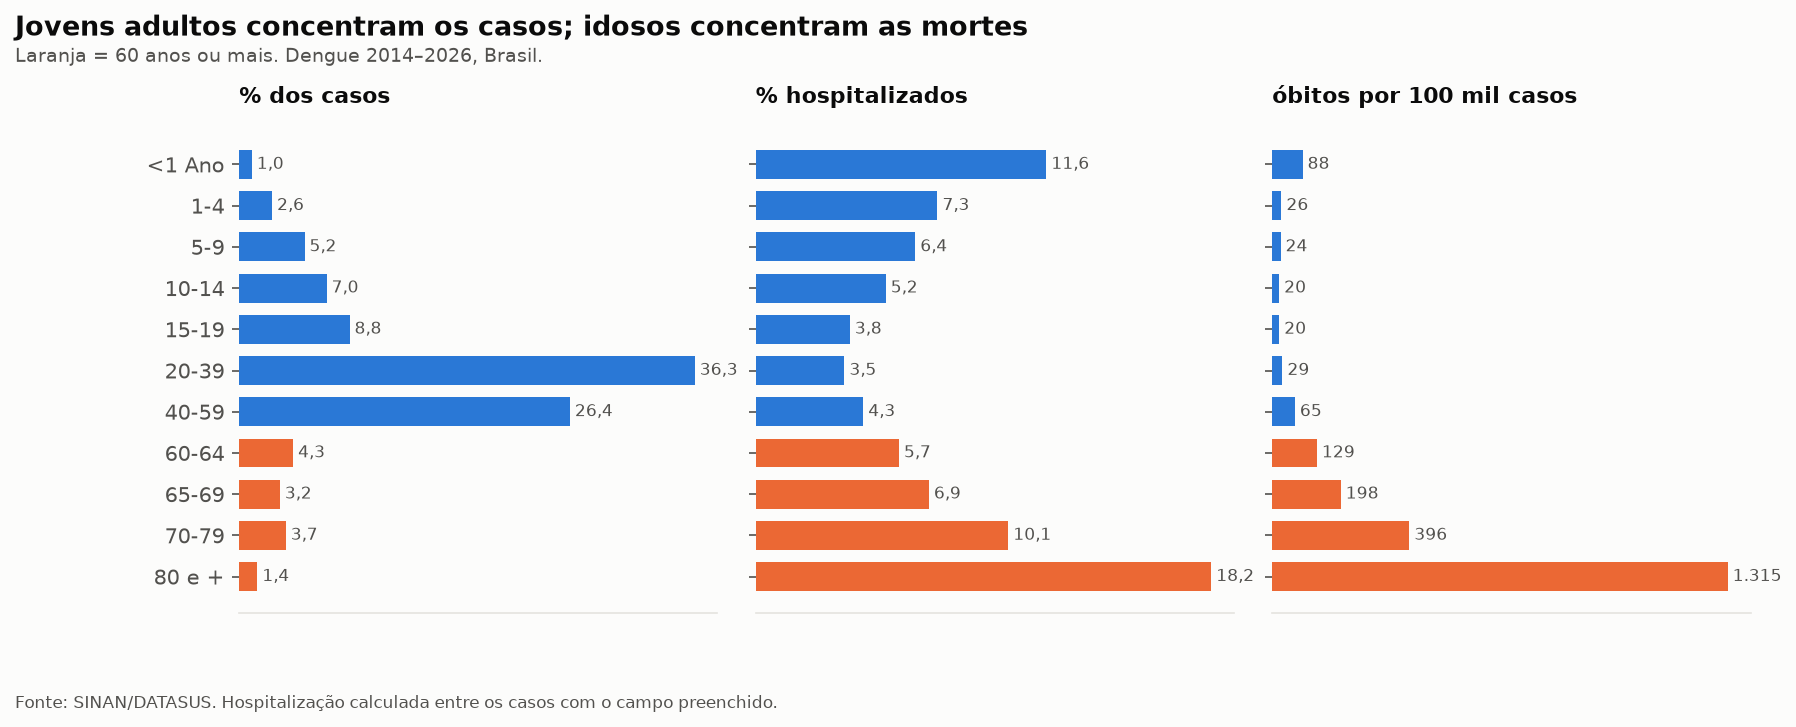 Jovens adultos concentram os casos; idosos concentram as mortes
Laranja = 60 anos ou mais. Dengue 2014–2026, Brasil.
% dos casos
% hospitalizados
óbitos por 100 mil casos
<1 Ano 1,0 11,6 88
1-4 2,6 7,3 26
5-9 5,2 6,4 24
10-14 7,0 5,2 20
15-19 8,8 3,8 20
20-39 36,3 3,5 29
40-59 26,4 4,3 65
60-64 4,3 5,7 129
65-69 3,2 6,9 198
70-79 3,7 10,1 396
80 e + 1,4 18,2 1.315
Fonte: SINAN/DATASUS. Hospitalização calculada entre os casos com o campo preenchido.